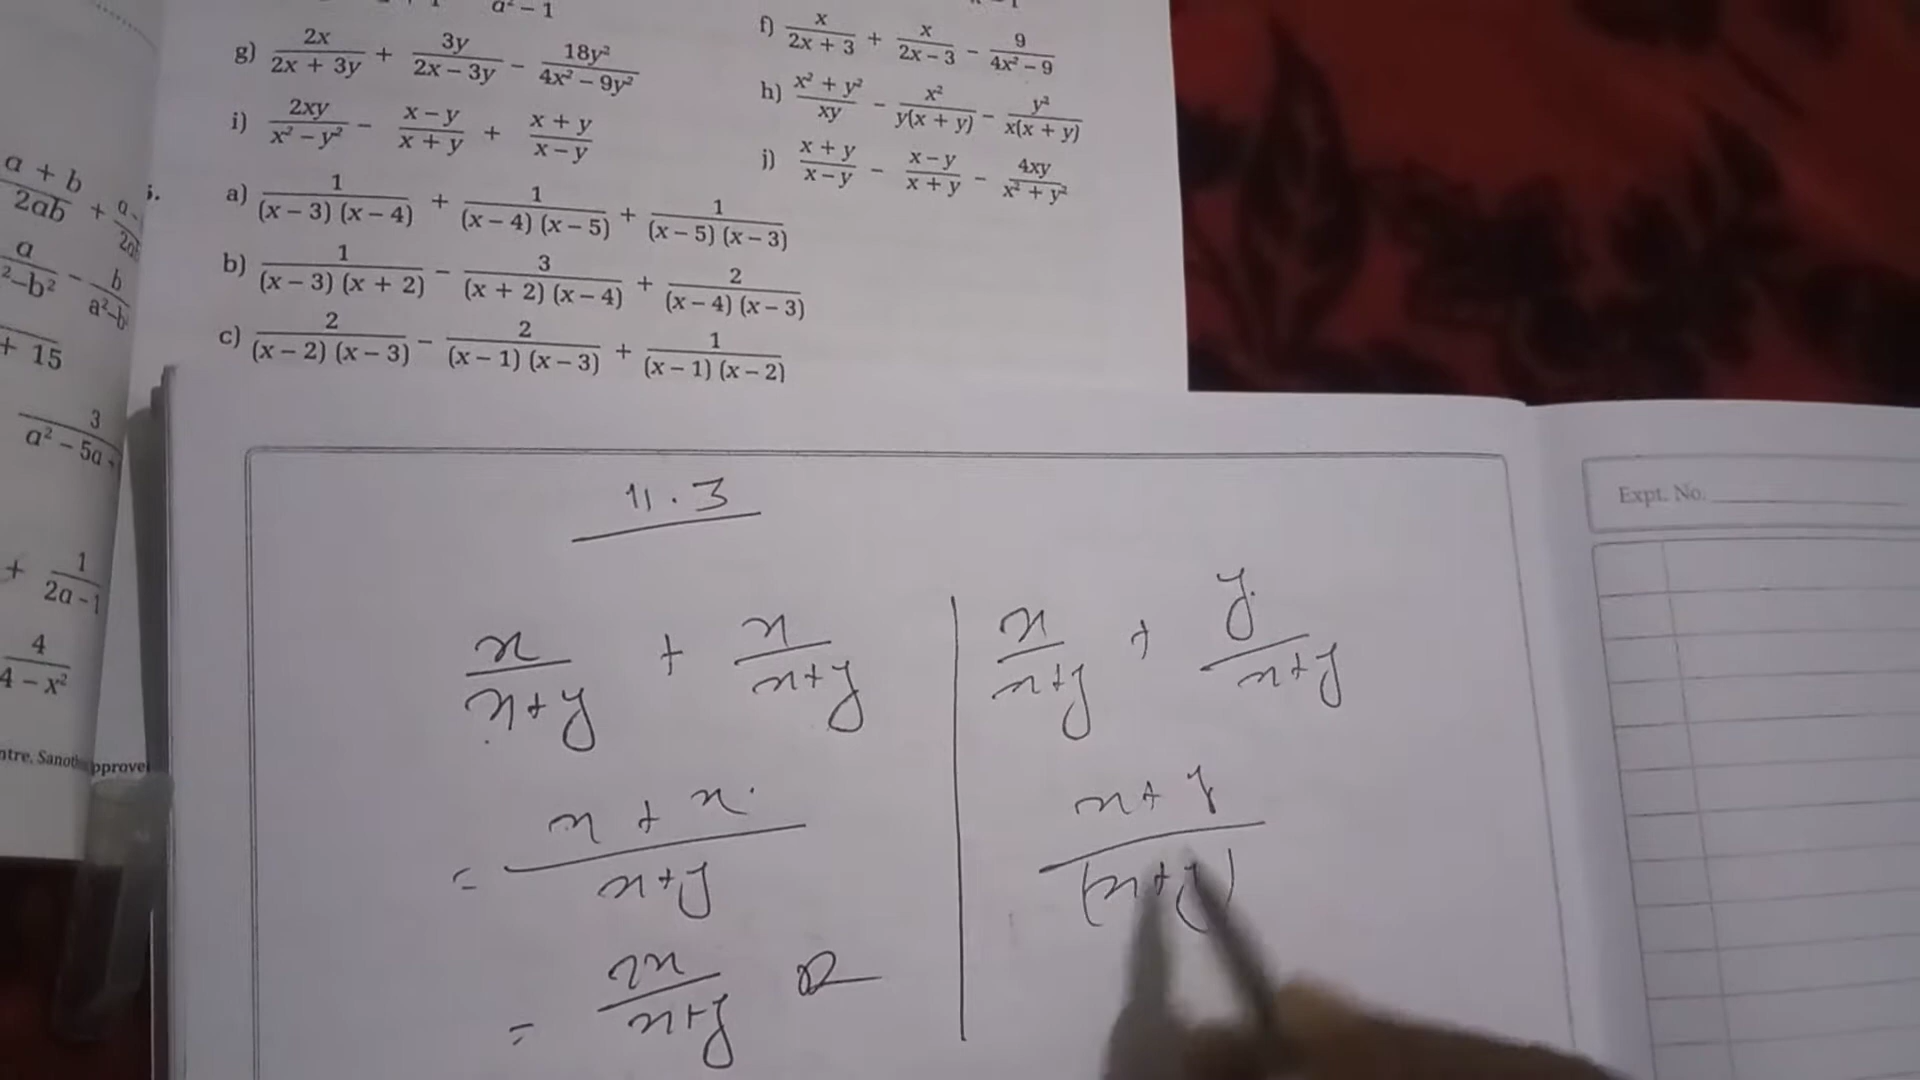 a² – 1
g) 2x/(2x + 3y) + 3y/(2x – 3y) – 18y²/(4x² – 9y²)
f) x/(2x + 3) + x/(2x – 3) – 9/(4x² – 9)
i) 2xy/(x² – y²) – (x – y)/(x + y) + (x + y)/(x – y)
h) (x² + y²)/xy – x²/y(x + y) – y²/x(x + y)
j) (x + y)/(x – y) – (x – y)/(x + y) – 4xy/(x² + y²)
a) 1/(x – 3) (x – 4) + 1/(x – 4) (x – 5) + 1/(x – 5) (x – 3)
b) 1/(x – 3) (x + 2) – 3/(x + 2) (x – 4) + 2/(x – 4) (x – 3)
c) 2/(x – 2) (x – 3) – 2/(x – 1) (x – 3) + 1/(x – 1) (x – 2)
a + b/2ab +
a/ –b² – b/
+ 15
3/a² – 5a
+ 1/2a – 1
4/4 – x²
11.3
x/(x+y) + x/(x+y)
= (x + x)/(x+y)
= 2x/(x+y)
x/(x+y) + y/(x+y)
(x + y)/(x+y)
Expt. No.